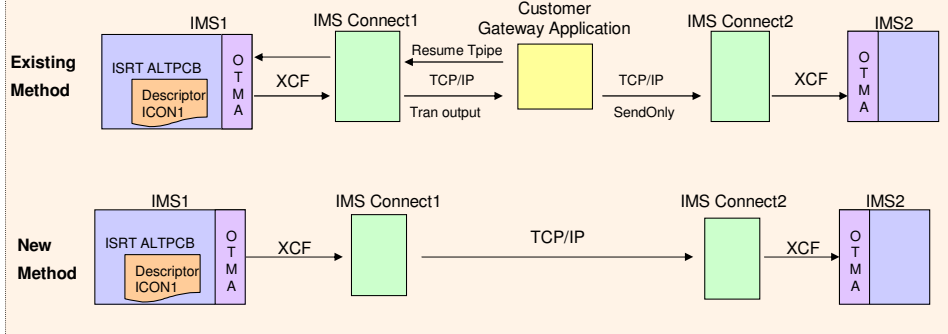 Customer
Gateway Application
IMS1
IMS Connect1
IMS Connect2
IMS2
Existing
Method
ISRT ALTPCB
Descriptor
ICON1
O
T
M
A
XCF
Resume Tpipe
TCP/IP
Tran output
TCP/IP
SendOnly
XCF
O
T
M
A
IMS1
IMS Connect1
IMS Connect2
IMS2
New
Method
ISRT ALTPCB
Descriptor
ICON1
O
T
M
A
XCF
TCP/IP
XCF
O
T
M
A